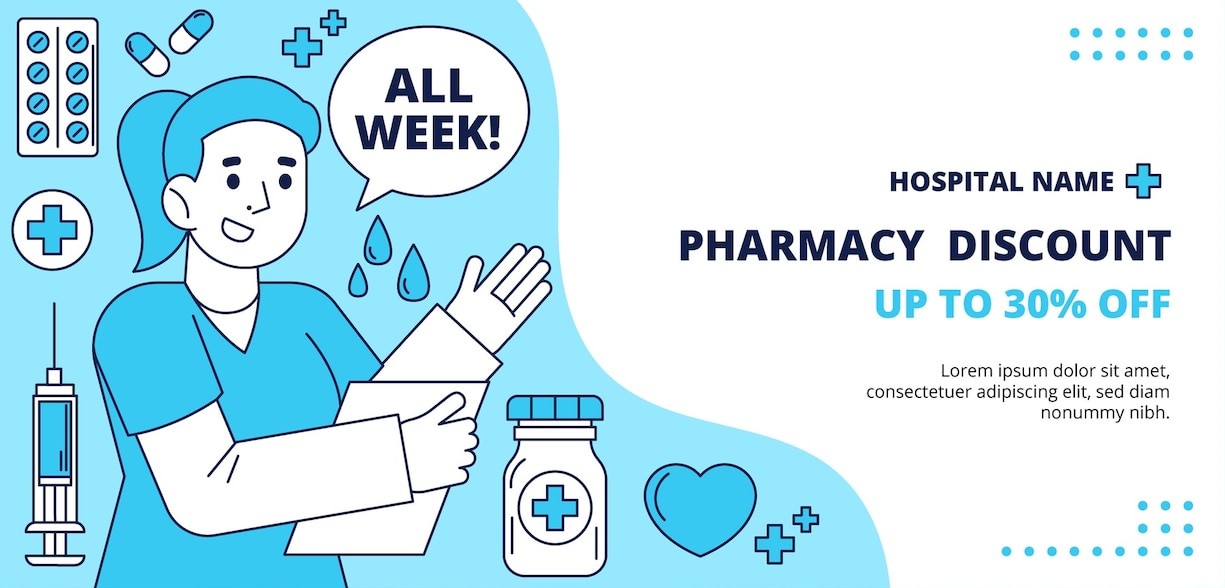 ALL
WEEK!
HOSPITAL NAME
PHARMACY DISCOUNT
UP TO 30% OFF
Lorem ipsum dolor sit amet,
consectetuer adipiscing elit, sed diam
nonummy nibh.